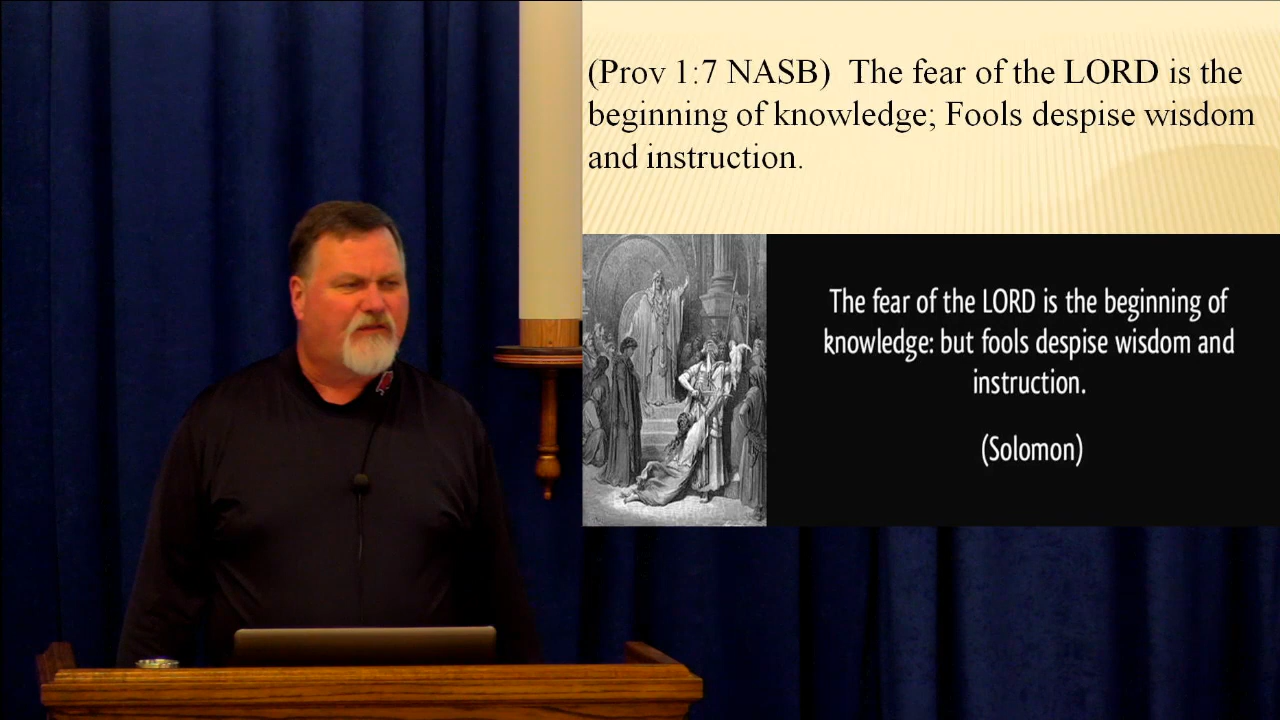 (Prov 1:7 NASB)  The fear of the LORD is the
beginning of knowledge; Fools despise wisdom
and instruction.
The fear of the LORD is the beginning of
knowledge: but fools despise wisdom and
instruction.
(Solomon)